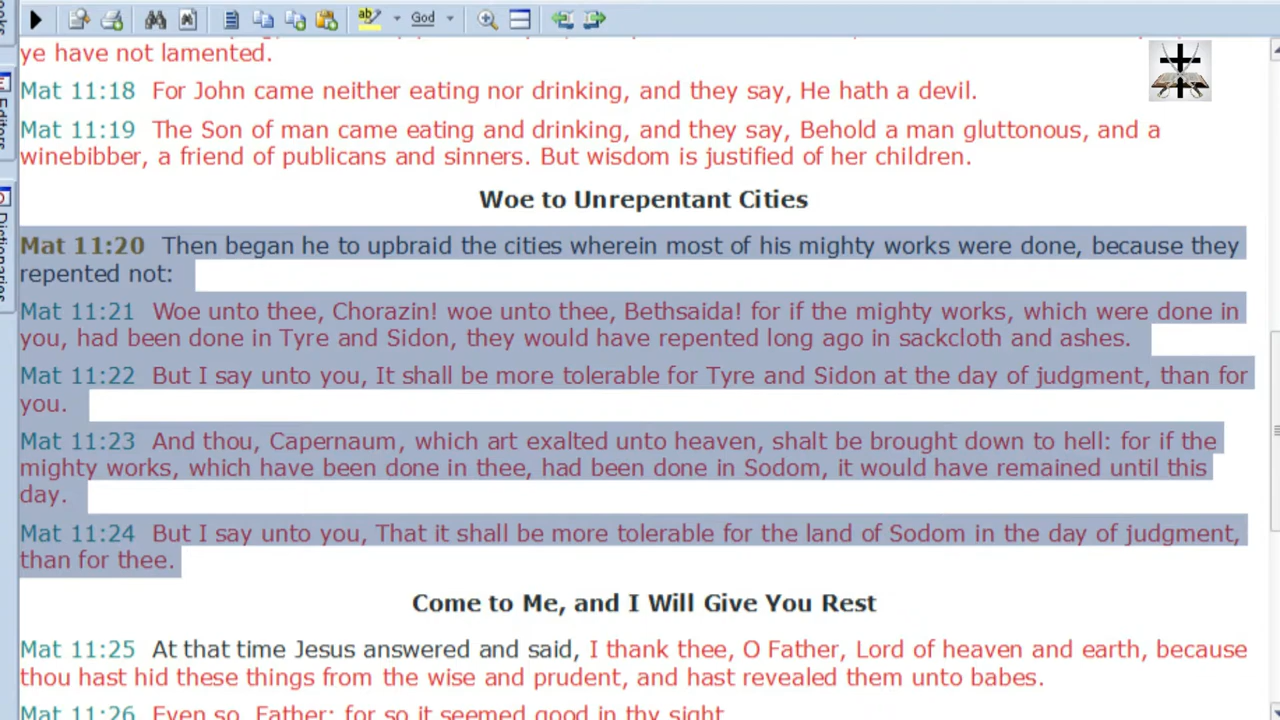 God
ye have not lamented.
Mat 11:18 For John came neither eating nor drinking, and they say, He hath a devil.
Mat 11:19 The Son of man came eating and drinking, and they say, Behold a man gluttonous, and a
winebibber, a friend of publicans and sinners. But wisdom is justified of her children.
Woe to Unrepentant Cities
Mat 11:20 Then began he to upbraid the cities wherein most of his mighty works were done, because they
repented not:
Mat 11:21 Woe unto thee, Chorazin! woe unto thee, Bethsaida! for if the mighty works, which were done in
you, had been done in Tyre and Sidon, they would have repented long ago in sackcloth and ashes.
Mat 11:22 But I say unto you, It shall be more tolerable for Tyre and Sidon at the day of judgment, than for
you.
Mat 11:23 And thou, Capernaum, which art exalted unto heaven, shalt be brought down to hell: for if the
mighty works, which have been done in thee, had been done in Sodom, it would have remained until this
day.
Mat 11:24 But I say unto you, That it shall be more tolerable for the land of Sodom in the day of judgment,
than for thee.
Come to Me, and I Will Give You Rest
Mat 11:25 At that time Jesus answered and said, I thank thee, O Father, Lord of heaven and earth, because
thou hast hid these things from the wise and prudent, and hast revealed them unto babes.
Mat 11:26 Even so, Father: for so it seemed good in thy sight
Editors
Dictionaries